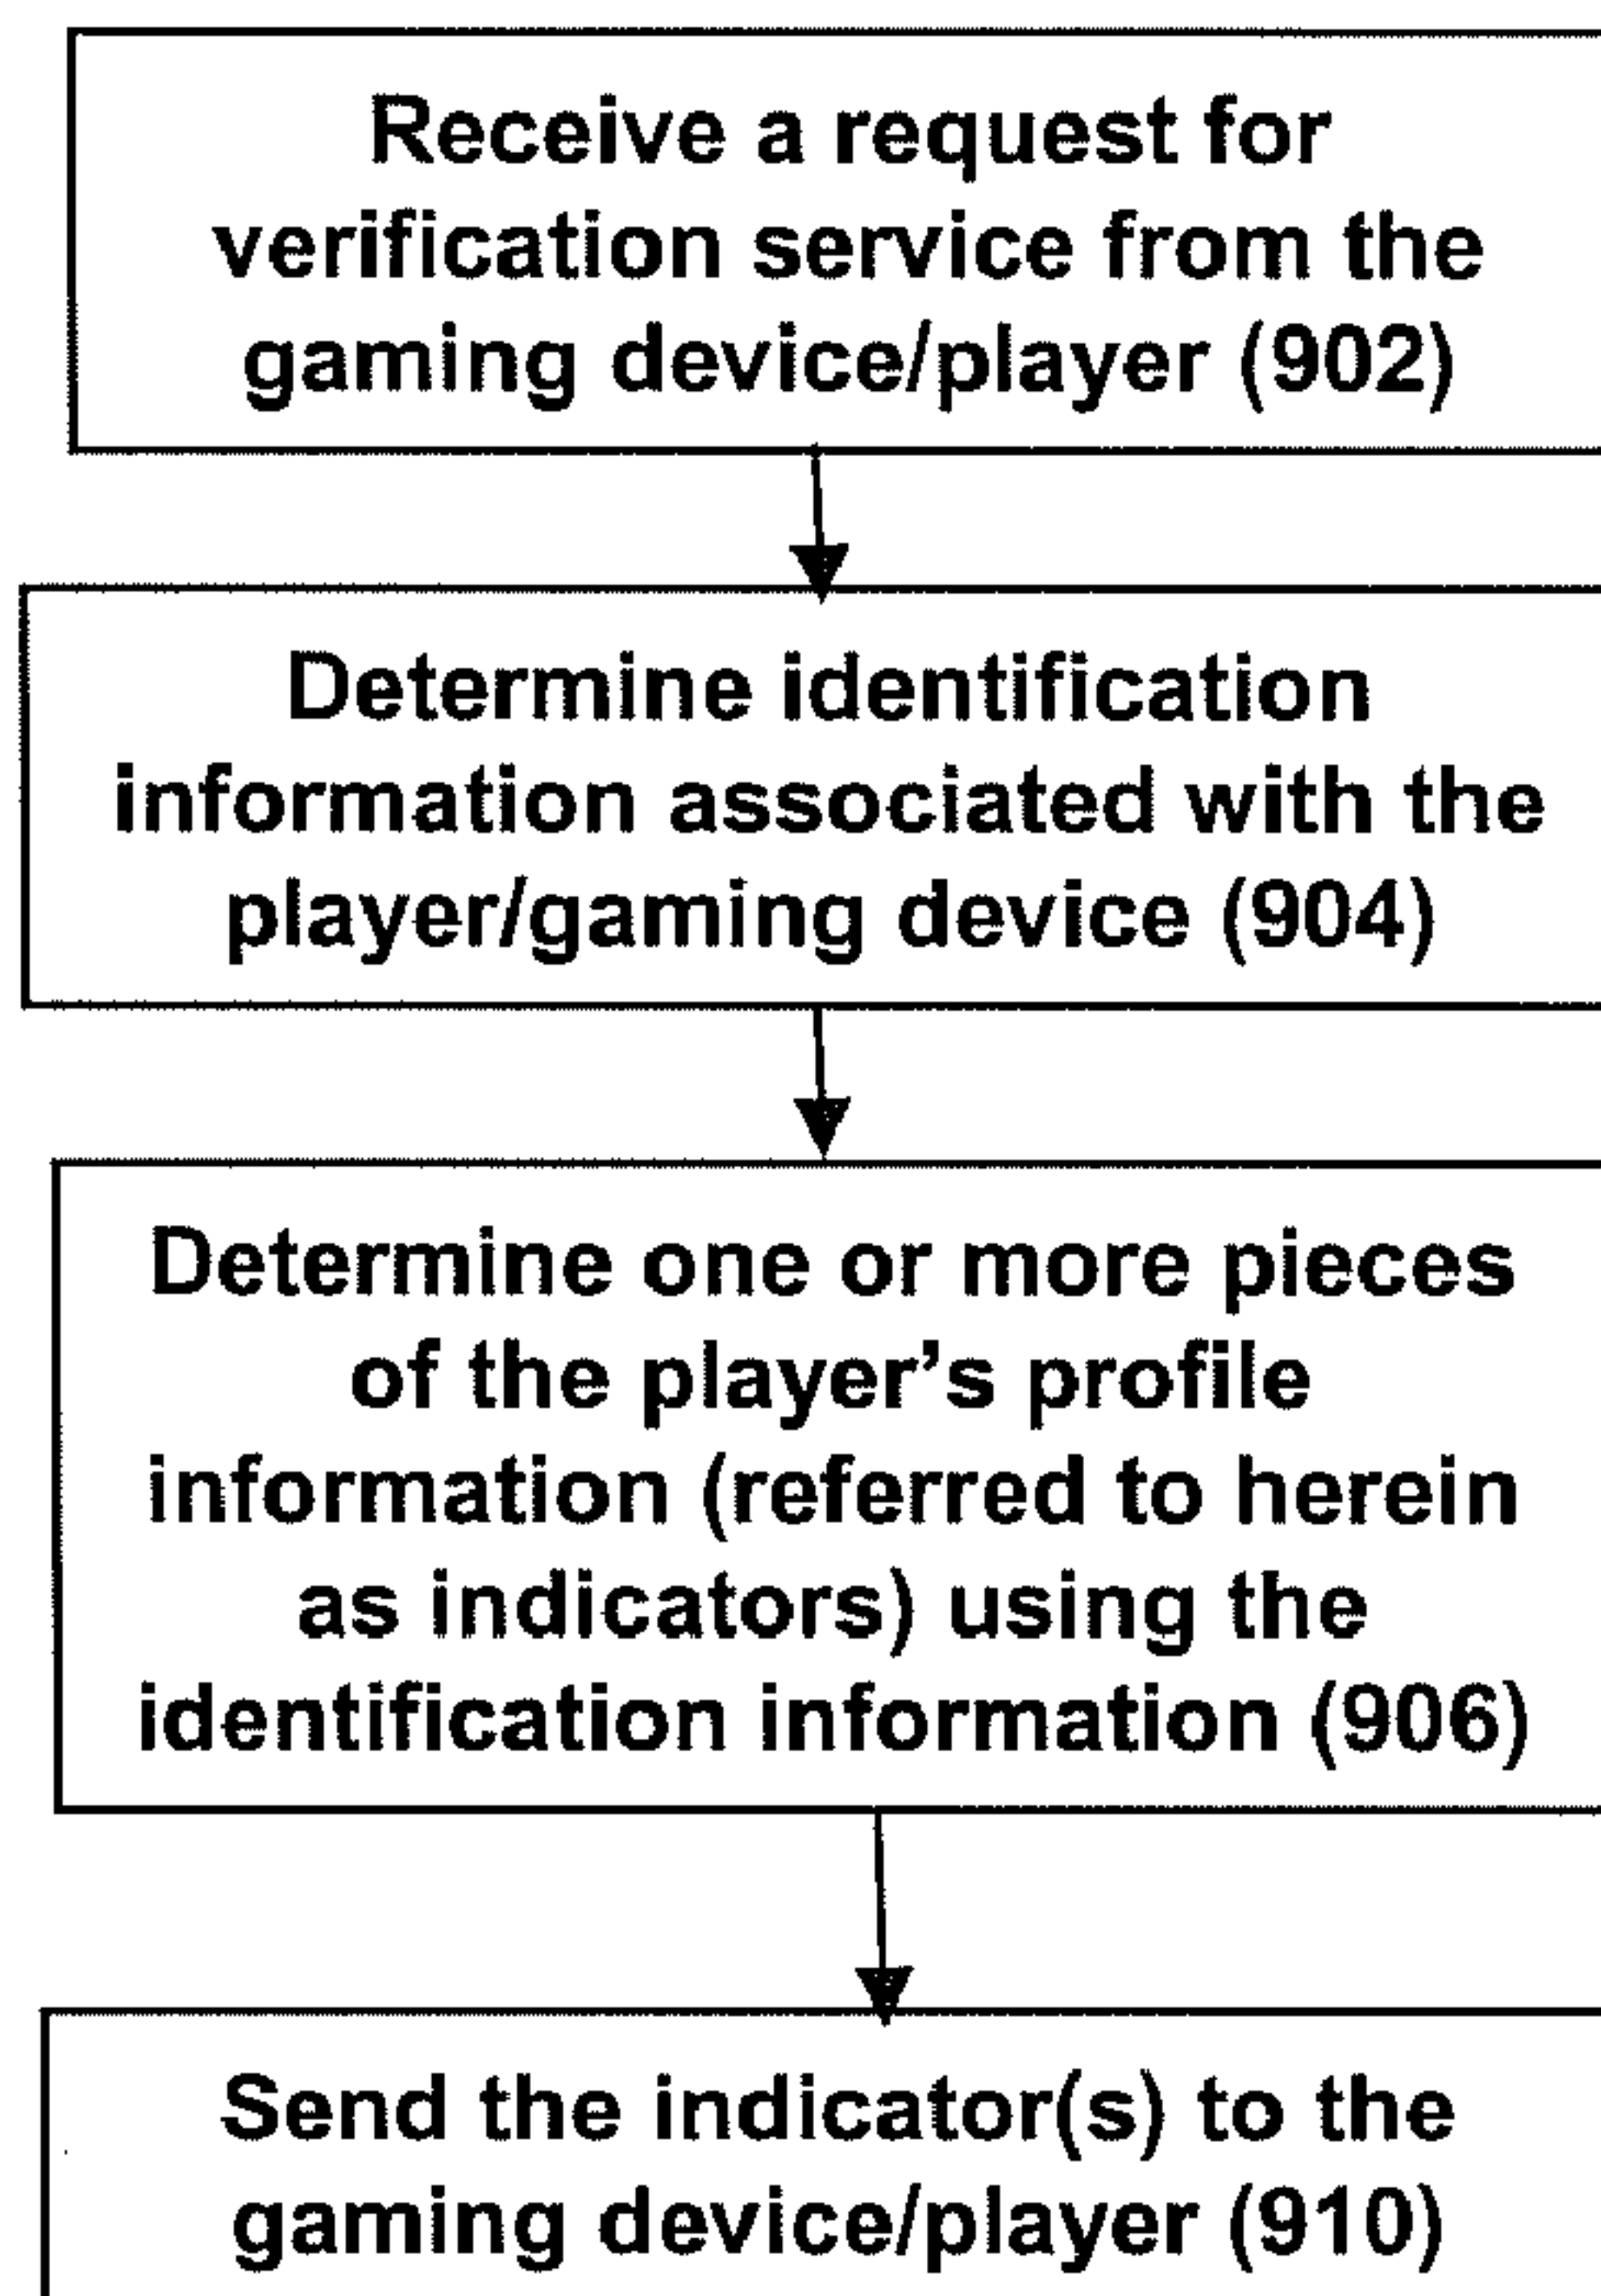 Receive a request for
verification service from the
gaming device/player (902)
Determine identification
information associated with the
player/gaming device (904)
Determine one or more pieces
of the player’s profile
information (referred to herein
as indicators) using the
identification information (906)
Send the indicator(s) to the
gaming device/player (910)